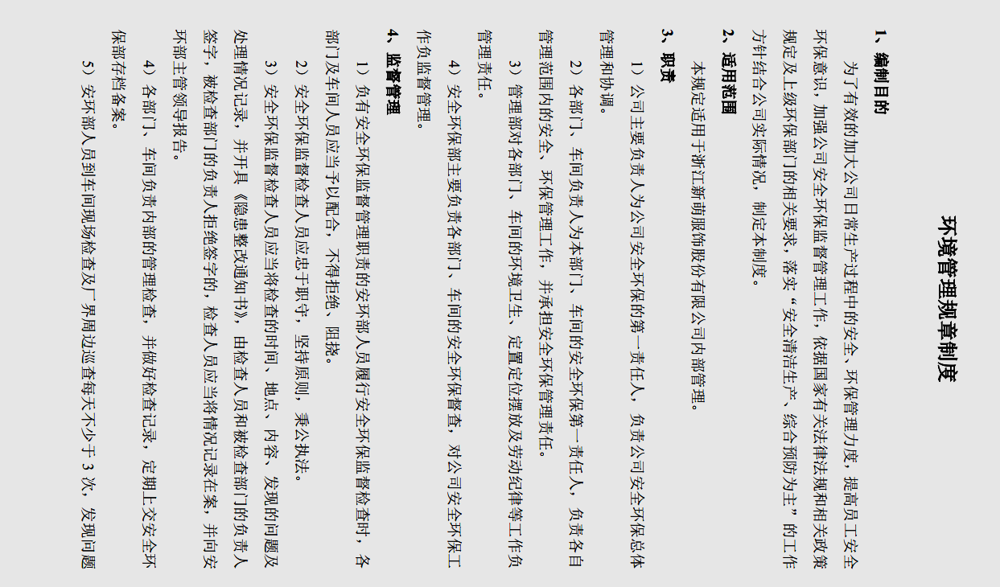 环境管理规章制度
1、编制目的
为了有效的加大公司日常生产过程中的安全、环保管理力度，提高员工安全
环保意识，加强公司安全环保监督管理工作，依据国家有关法律法规和相关政策
规定及上级环保部门的相关要求，落实“安全清洁生产、综合预防为主”的工作
方针结合公司实际情况，制定本制度。
2、适用范围
本规定适用于浙江新萌服饰股份有限公司内部管理。
3、职责
1）公司主要负责人为公司安全环保的第一责任人，负责公司安全环保总体
管理和协调。
2）各部门、车间负责人为本部门、车间的安全环保第一责任人，负责各自
管理范围内的安全、环保管理工作，并承担安全环保管理责任。
3）管理部对各部门、车间的环境卫生、定置定位摆放及劳动纪律等工作负
管理责任。
4）安全环保部主要负责各部门、车间的安全环保督查，对公司安全环保工
作负监督管理。
4、监督管理
1）负有安全环保监督管理职责的安环部人员履行安全环保监督检查时，各
部门及车间人员应当予以配合，不得拒绝、阻挠。
2）安全环保监督检查人员应忠于职守，坚持原则，秉公执法。
3）安全环保监督检查人员应当将检查的时间、地点、内容、发现的问题及
处理情况记录，并开具《隐患整改通知书》，由检查人员和被检查部门的负责人
签字，被检查部门的负责人拒绝签字的，检查人员应当将情况记录在案，并向安
环部主管领导报告。
4）各部门、车间负责内部的管理检查，并做好检查记录，定期上交安全环
保部存档备案。
5）安环部人员到车间现场检查及厂界周边巡查每天不少于 3 次，发现问题